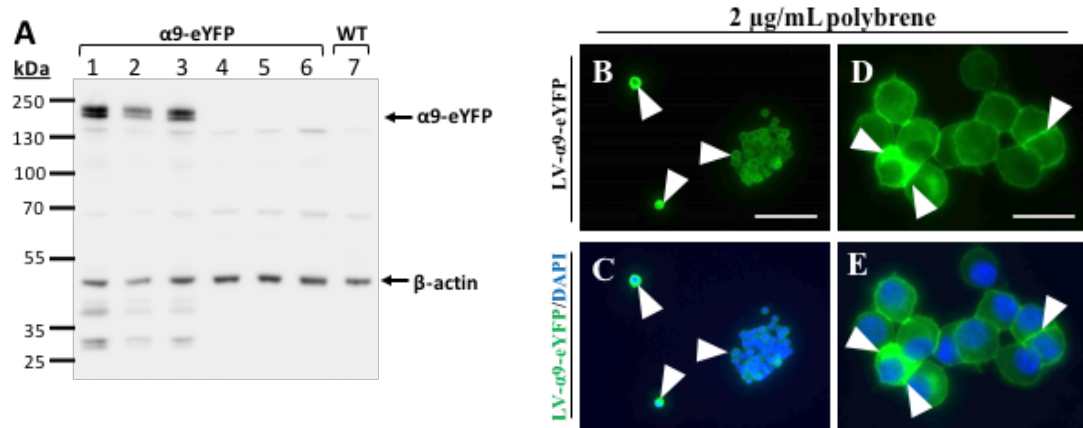 A
α9-eYFP
WT
kDa
1 2 3 4 5 6 7
250
130
100
70
55
35
25
α9-eYFP
β-actin
2 µg/mL polybrene
LV-α9-eYFP
B
D
LV-α9-eYFP/DAPI
C
E